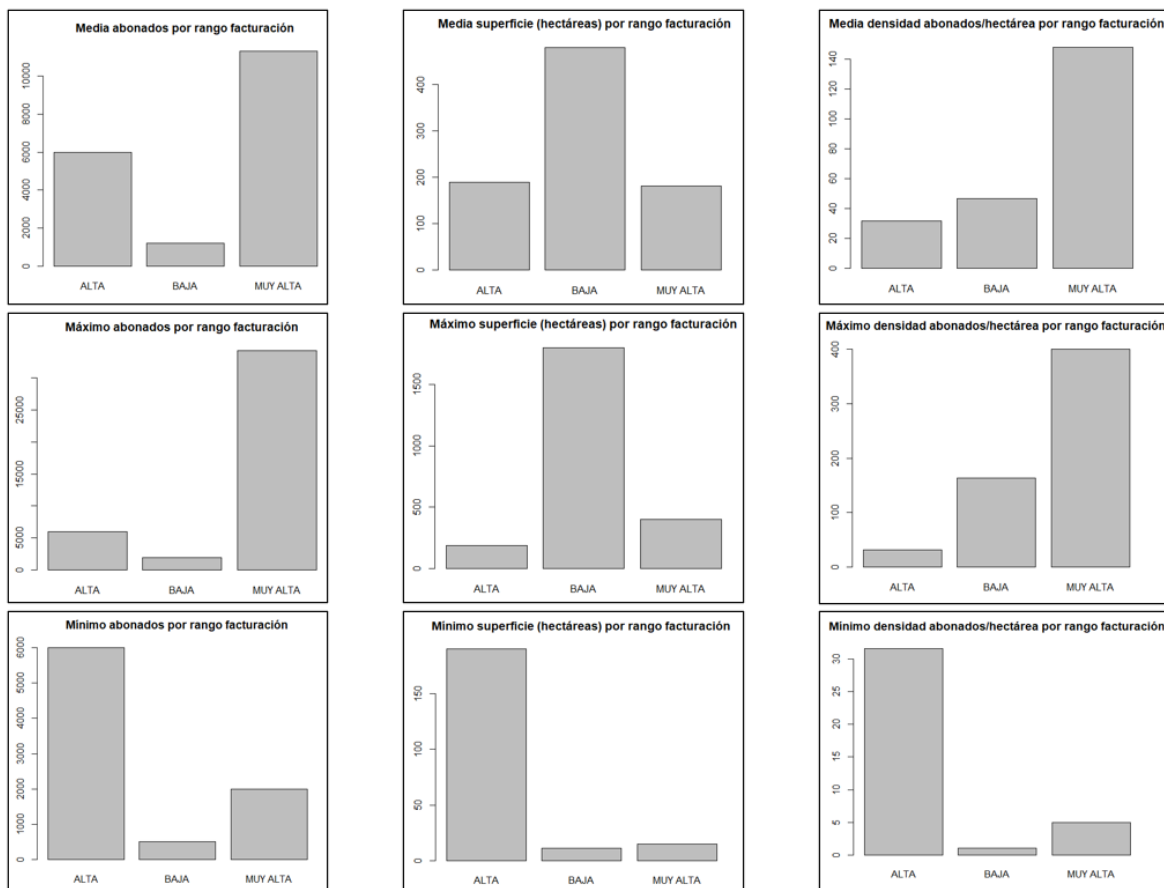 Media abonados por rango facturación
10000
8000
6000
4000
2000
0
ALTA BAJA MUY ALTA
Media superficie (hectáreas) por rango facturación
400
300
200
100
0
ALTA BAJA MUY ALTA
Media densidad abonados/hectárea por rango facturación
140
120
100
80
60
40
20
0
ALTA BAJA MUY ALTA
Máximo abonados por rango facturación
25000
15000
5000
0
ALTA BAJA MUY ALTA
Máximo superficie (hectáreas) por rango facturación
1500
1000
500
0
ALTA BAJA MUY ALTA
Máximo densidad abonados/hectárea por rango facturación
400
300
200
100
0
ALTA BAJA MUY ALTA
Mínimo abonados por rango facturación
6000
5000
4000
3000
2000
1000
0
ALTA BAJA MUY ALTA
Mínimo superficie (hectáreas) por rango facturación
150
100
50
0
ALTA BAJA MUY ALTA
Mínimo densidad abonados/hectárea por rango facturación
30
25
20
15
10
5
0
ALTA BAJA MUY ALTA